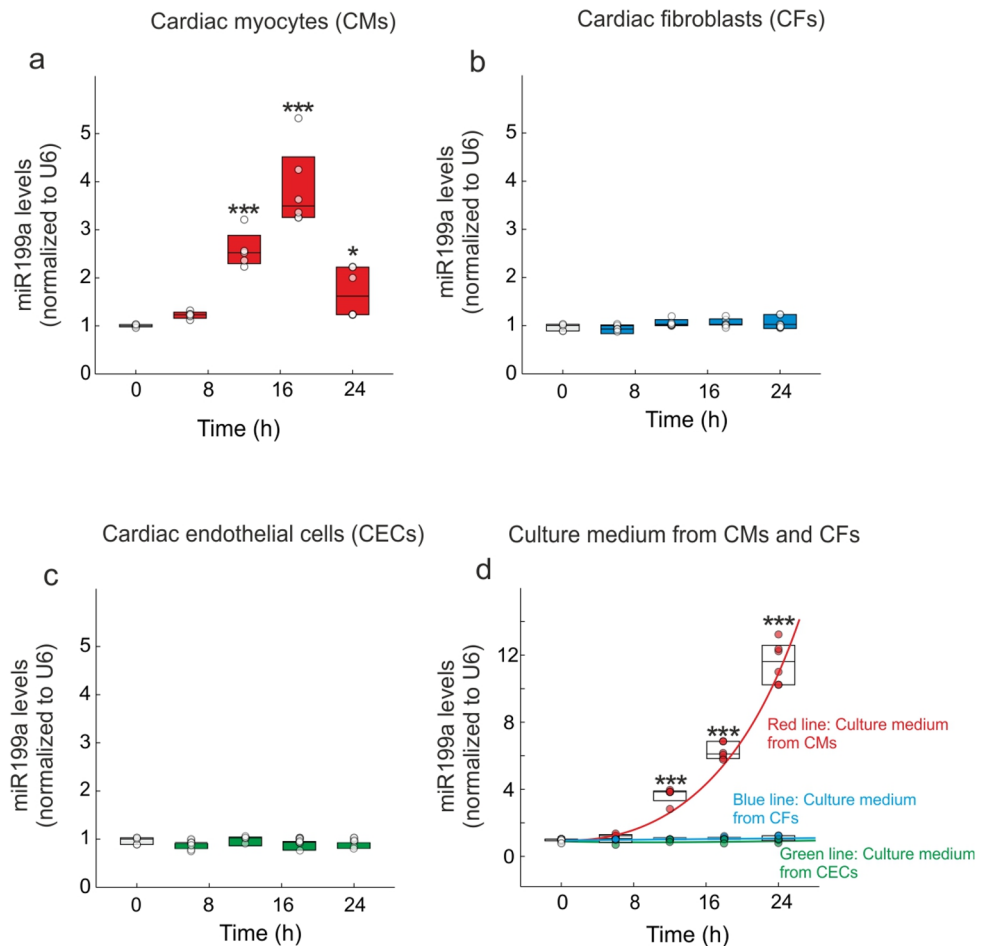 Cardiac myocytes (CMs)
Cardiac fibroblasts (CFs)
a
miR199a levels
(normalized to U6)
5
4
3
2
1
0
***
***
*
0
8
16
24
Time (h)
b
miR199a levels
(normalized to U6)
5
4
3
2
1
0
0
8
16
24
Time (h)
Cardiac endothelial cells (CECs)
Culture medium from CMs and CFs
c
miR199a levels
(normalized to U6)
5
4
3
2
1
0
0
8
16
24
Time (h)
d
miR199a levels
(normalized to U6)
12
8
4
0
***
***
***
Red line: Culture medium
from CMs
Blue line: Culture medium
from CFs
Green line: Culture medium
from CECs
0
8
16
24
Time (h)